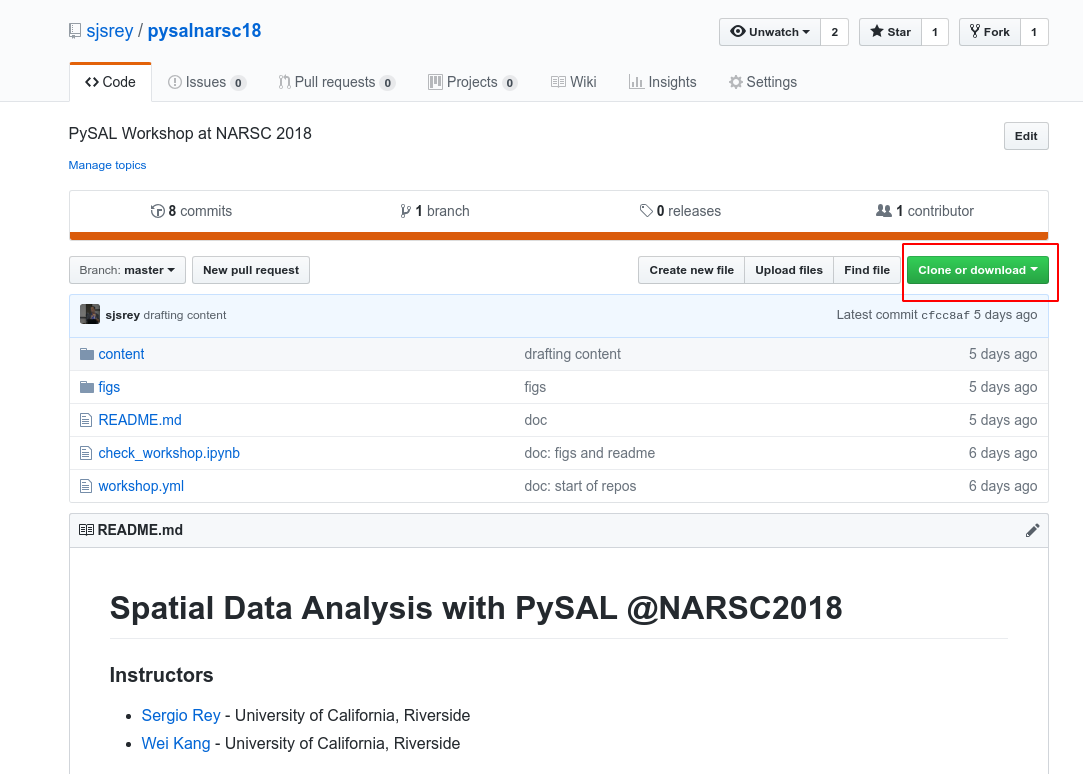 sjsrey / pysalnarsc18 Unwatch 2 Star 1 Fork 1
Code Issues 0 Pull requests 0 Projects 0 Wiki Insights Settings
PySAL Workshop at NARSC 2018 Edit
Manage topics
8 commits 1 branch 0 releases 1 contributor
Branch: master New pull request Create new file Upload files Find file Clone or download
sjsrey drafting content Latest commit cfcc8af 5 days ago
content drafting content 5 days ago
figs figs 5 days ago
README.md doc 5 days ago
check_workshop.ipynb doc: figs and readme 6 days ago
workshop.yml doc: start of repos 6 days ago
README.md
Spatial Data Analysis with PySAL @NARSC2018
Instructors
• Sergio Rey - University of California, Riverside
• Wei Kang - University of California, Riverside